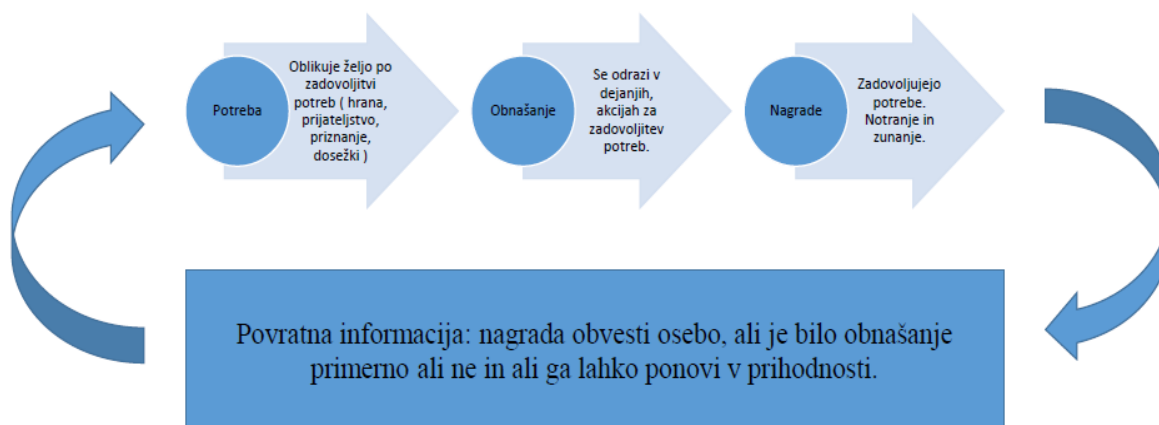 Potreba
Oblikuje željo po
zadovoljitvi
potreb ( hrana,
prijateljstvo,
priznanje,
dosežki )
Obnašanje
Se odrazi v
dejanjih,
akcijah za
zadovoljitev
potreb.
Nagrade
Zadovoljujejo
potrebe.
Notranje in
zunanje.
Povratna informacija: nagrada obvesti osebo, ali je bilo obnašanje
primerno ali ne in ali ga lahko ponovi v prihodnosti.